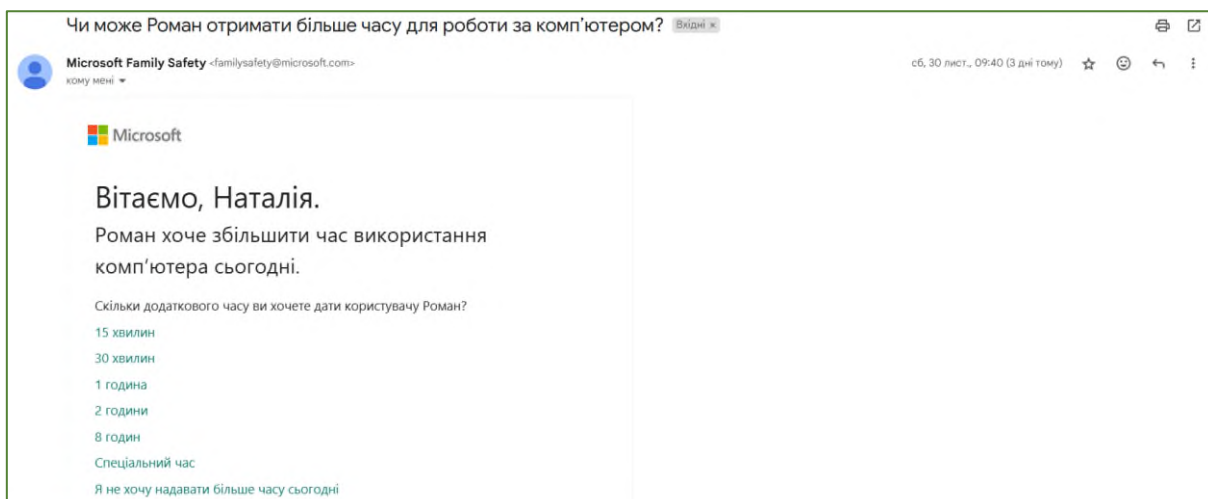 Чи може Роман отримати більше часу для роботи за комп'ютером? Вхідні ×
Microsoft Family Safety <familysafety@microsoft.com>
сб, 30 лист., 09:40 (3 дні тому)
кому мені
Microsoft
Вітаємо, Наталія.
Роман хоче збільшити час використання
комп'ютера сьогодні.
Скільки додаткового часу ви хочете дати користувачу Роман?
15 хвилин
30 хвилин
1 година
2 години
8 годин
Спеціальний час
Я не хочу надавати більше часу сьогодні